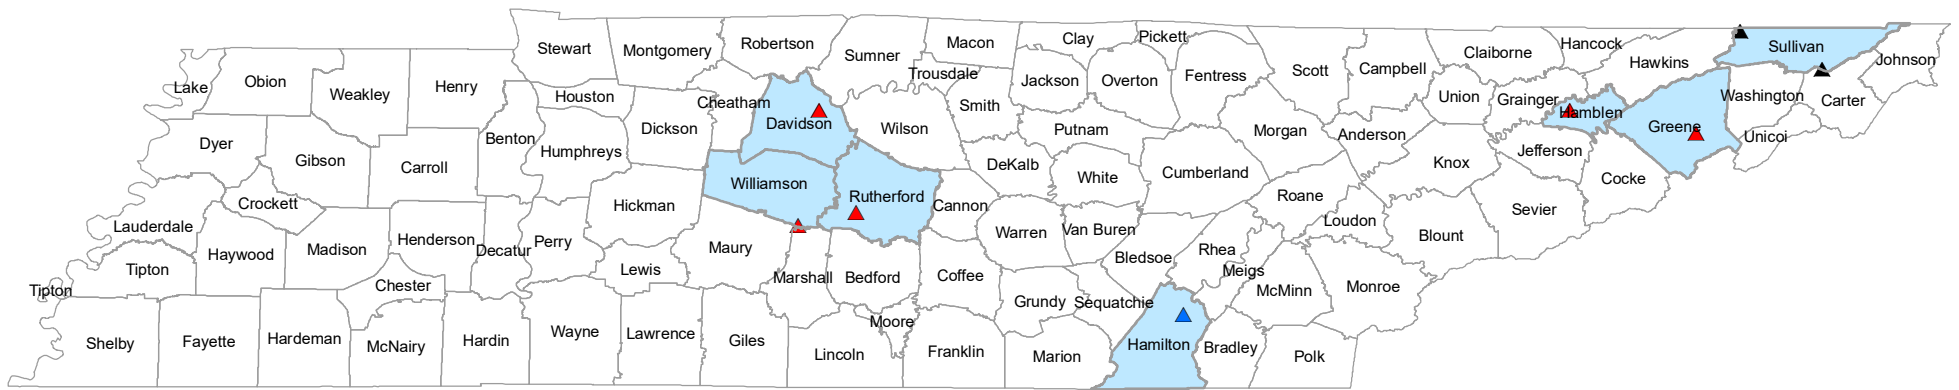 Lake
Obion
Weakley
Henry
Stewart
Montgomery
Robertson
Sumner
Macon
Clay
Pickett
Trousdale
Jackson
Overton
Fentress
Scott
Campbell
Claiborne
Hancock
Hawkins
Sullivan
Johnson
Houston
Cheatham
Smith
Union
Grainger
Hamblen
Greene
Washington
Carter
Unicoi
Dyer
Gibson
Carroll
Benton
Humphreys
Dickson
Davidson
Wilson
Putnam
Morgan
Anderson
Knox
Jefferson
Cocke
Crockett
Williamson
Rutherford
Cannon
DeKalb
White
Cumberland
Roane
Loudon
Blount
Sevier
Lauderdale
Haywood
Madison
Henderson
Decatur
Perry
Hickman
Maury
Warren
Van Buren
Bledsoe
Rhea
Meigs
Tipton
Tipton
Chester
Lewis
Marshall
Bedford
Coffee
Grundy
Sequatchie
McMinn
Monroe
Shelby
Fayette
Hardeman
McNairy
Hardin
Wayne
Lawrence
Giles
Lincoln
Moore
Franklin
Marion
Hamilton
Bradley
Polk